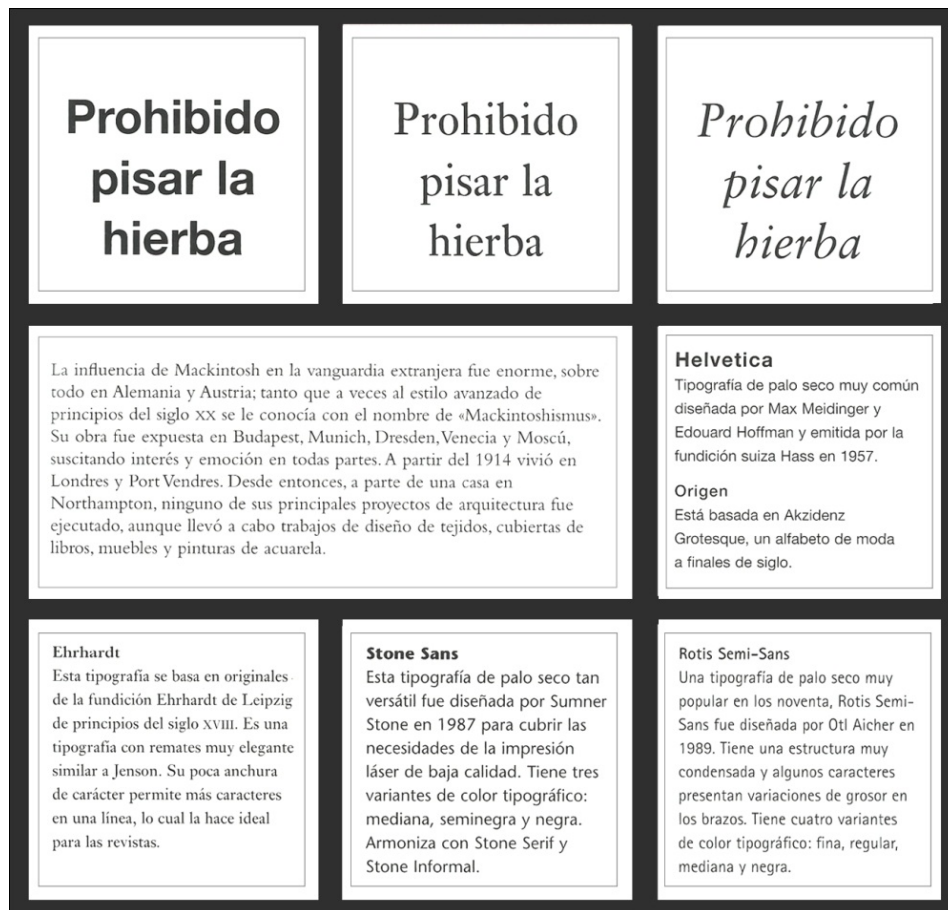 Prohibido
pisar la
hierba
Prohibido
pisar la
hierba
Prohibido
pisar la
hierba
La influencia de Mackintosh en la vanguardia extranjera fue enorme, sobre
todo en Alemania y Austria; tanto que a veces al estilo avanzado de
principios del siglo XX se le conocía con el nombre de «Mackintoshismus».
Su obra fue expuesta en Budapest, Munich, Dresden, Venecia y Moscú,
suscitando interés y emoción en todas partes. A partir del 1914 vivió en
Londres y Port Vendres. Desde entonces, a parte de una casa en
Northampton, ninguno de sus principales proyectos de arquitectura fue
ejecutado, aunque llevó a cabo trabajos de diseño de tejidos, cubiertas de
libros, muebles y pinturas de acuarela.
Helvetica
Tipografía de palo seco muy común
diseñada por Max Meidinger y
Edouard Hoffman y emitida por la
fundición suiza Hass en 1957.
Origen
Está basada en Akzidenz
Grotesque, un alfabeto de moda
a finales de siglo.
Ehrhardt
Esta tipografía se basa en originales
de la fundición Ehrhardt de Leipzig
de principios del siglo XVIII. Es una
tipografía con remates muy elegante
similar a Jenson. Su poca anchura
de carácter permite más caracteres
en una línea, lo cual la hace ideal
para las revistas.
Stone Sans
Esta tipografía de palo seco tan
versátil fue diseñada por Sumner
Stone en 1987 para cubrir las
necesidades de la impresión
láser de baja calidad. Tiene tres
variantes de color tipográfico:
mediana, seminegra y negra.
Armoniza con Stone Serif y
Stone Informal.
Rotis Semi-Sans
Una tipografía de palo seco muy
popular en los noventa, Rotis Semi-
Sans fue diseñada por Otl Aicher en
1989. Tiene una estructura muy
condensada y algunos caracteres
presentan variaciones de grosor en
los brazos. Tiene cuatro variantes
de color tipográfico: fina, regular,
mediana y negra.